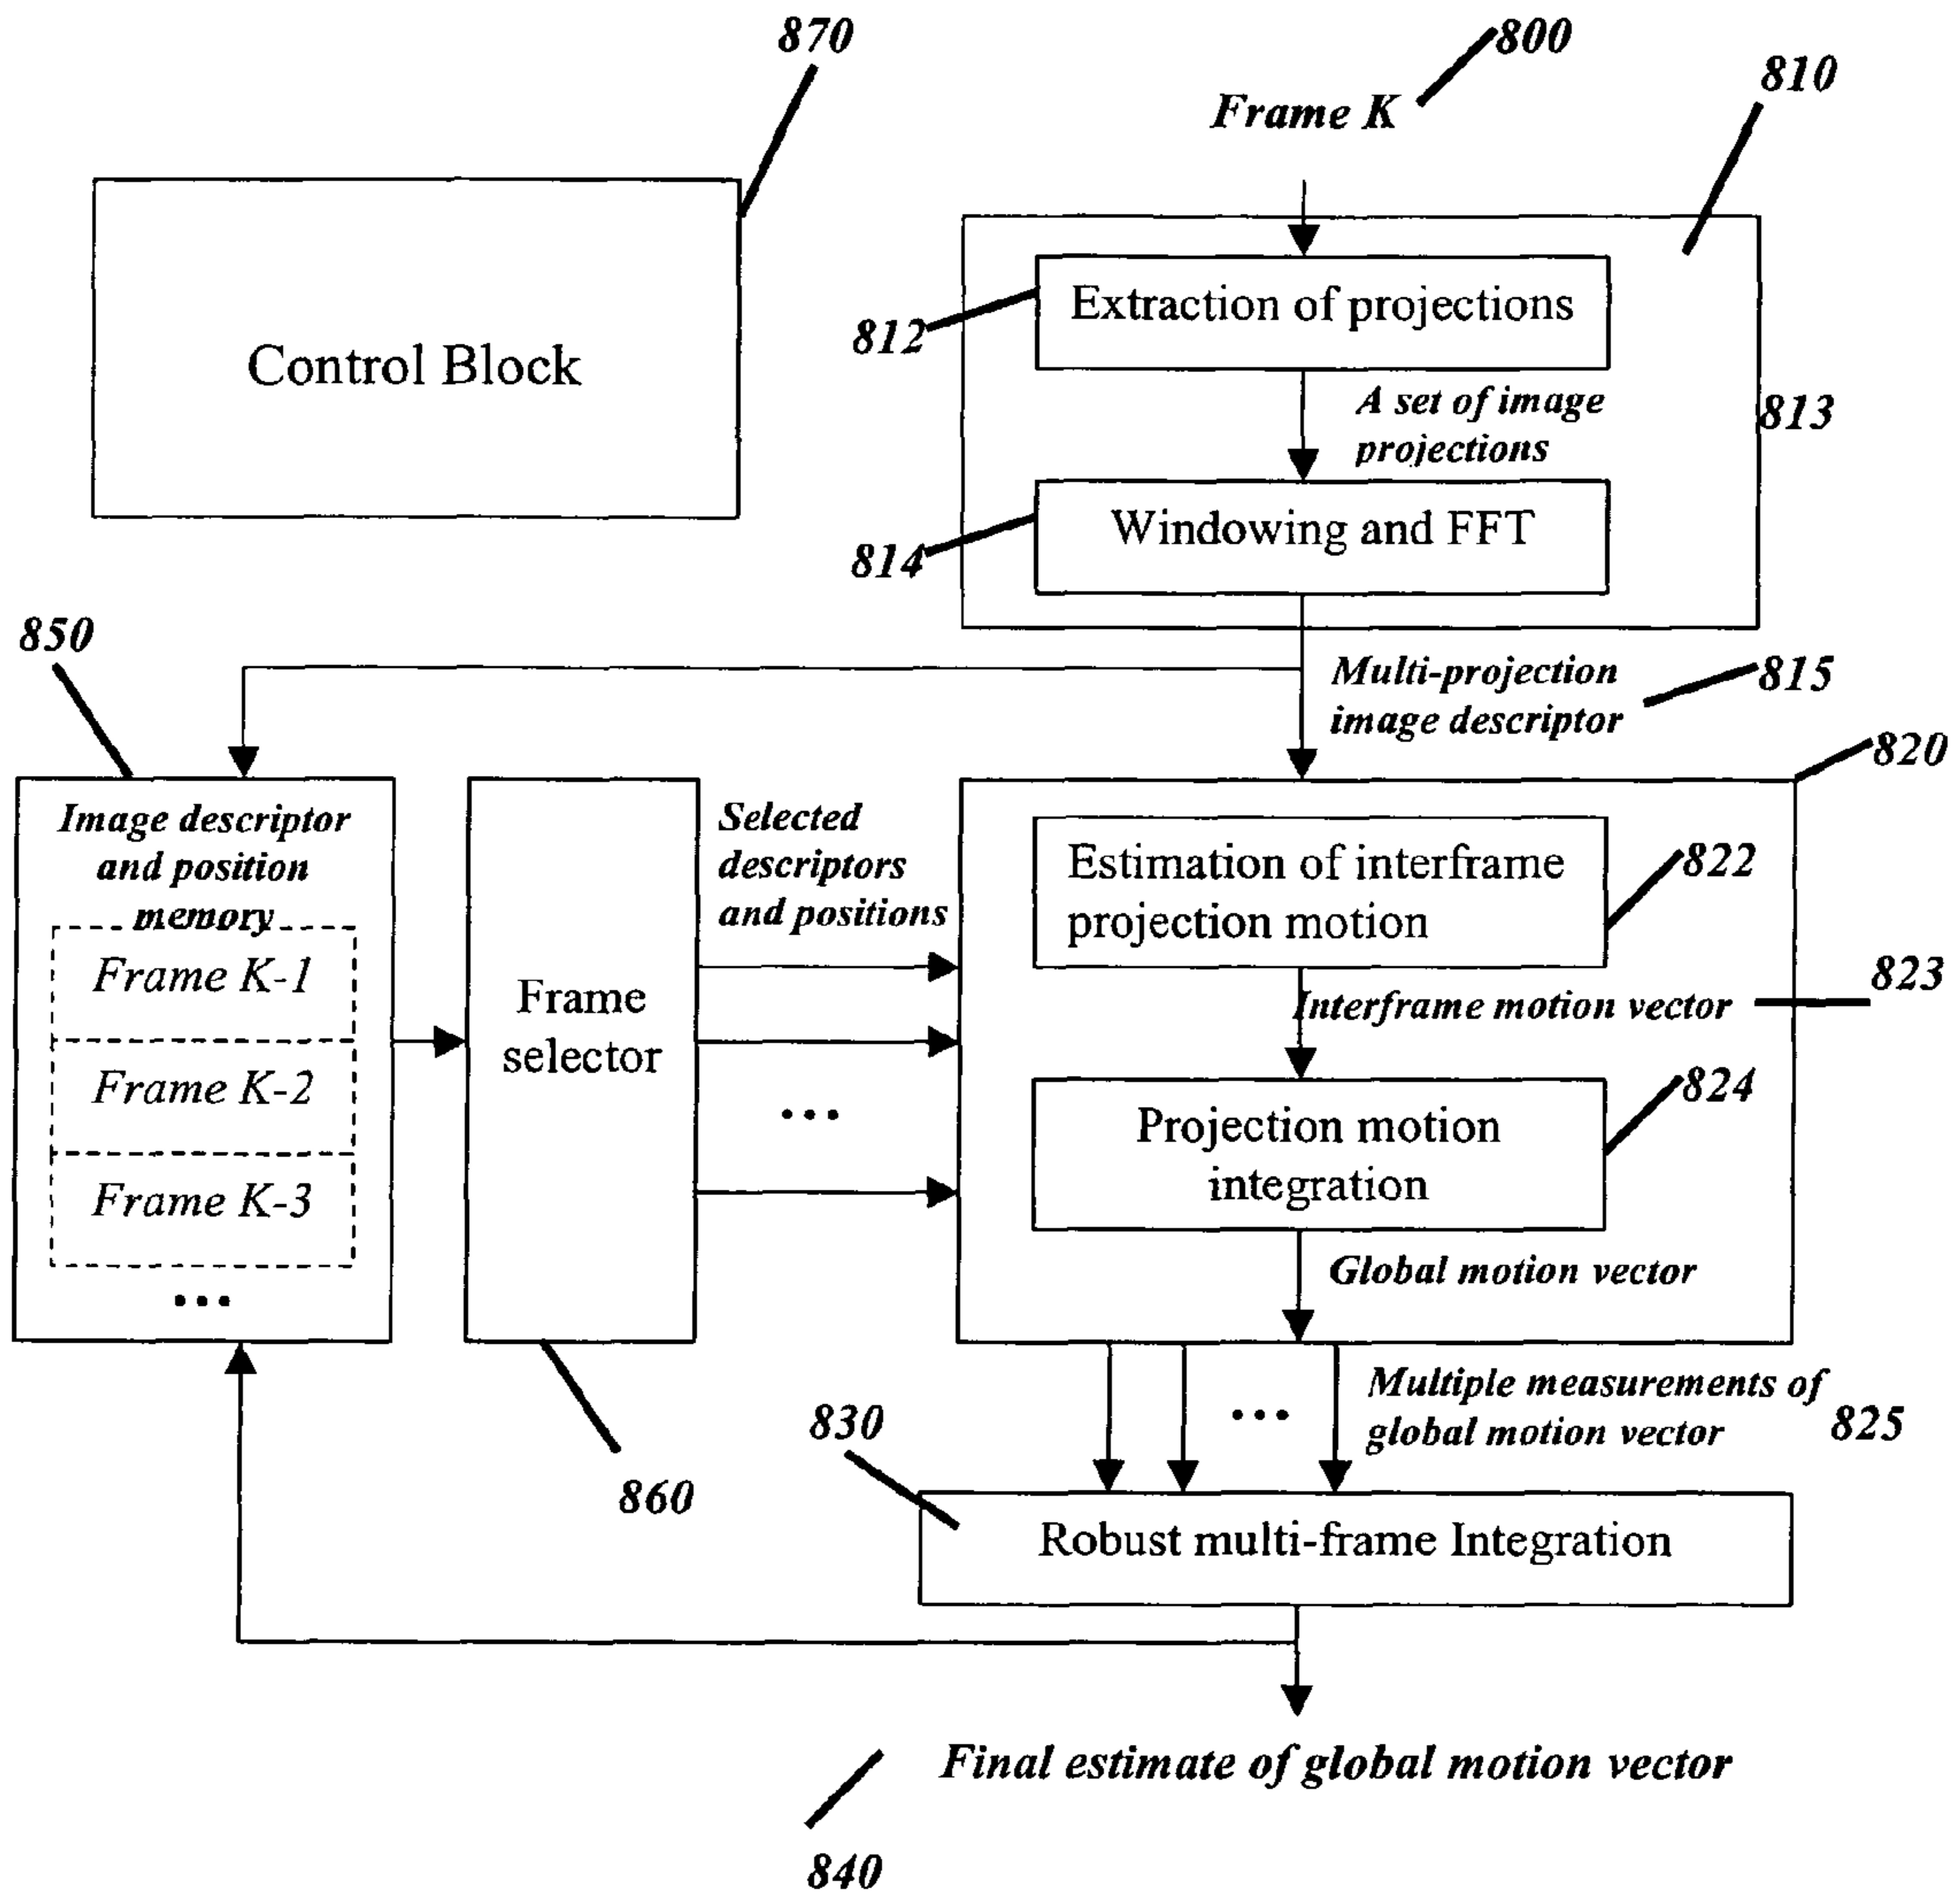 870
800
Frame K
810
Control Block
Extraction of projections
812
A set of image
projections
813
Windowing and FFT
814
850
Multi-projection
image descriptor
815
820
Image descriptor
and position
memory
Frame K-1
Frame K-2
Frame K-3
...
Frame
selector
Selected
descriptors
and positions
...
Estimation of interframe
projection motion
822
Interframe motion vector
823
Projection motion
integration
824
Global motion vector
Multiple measurements of
global motion vector
825
...
830
860
Robust multi-frame Integration
Final estimate of global motion vector
840